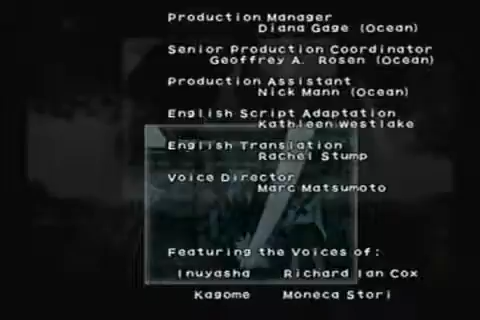 Production Manager
Diana Gage (Ocean)
Senior Production Coordinator
Geoffrey A. Rosen (Ocean)
Production Assistant
Nick Mann (Ocean)
English Script Adaptation
Kathleen Westlake
English Translation
Rachel Stump
Voice Director
Marc Matsumoto
Featuring the Voices of:
Inuyasha Richard Ian Cox
Kagome Moneca Stori